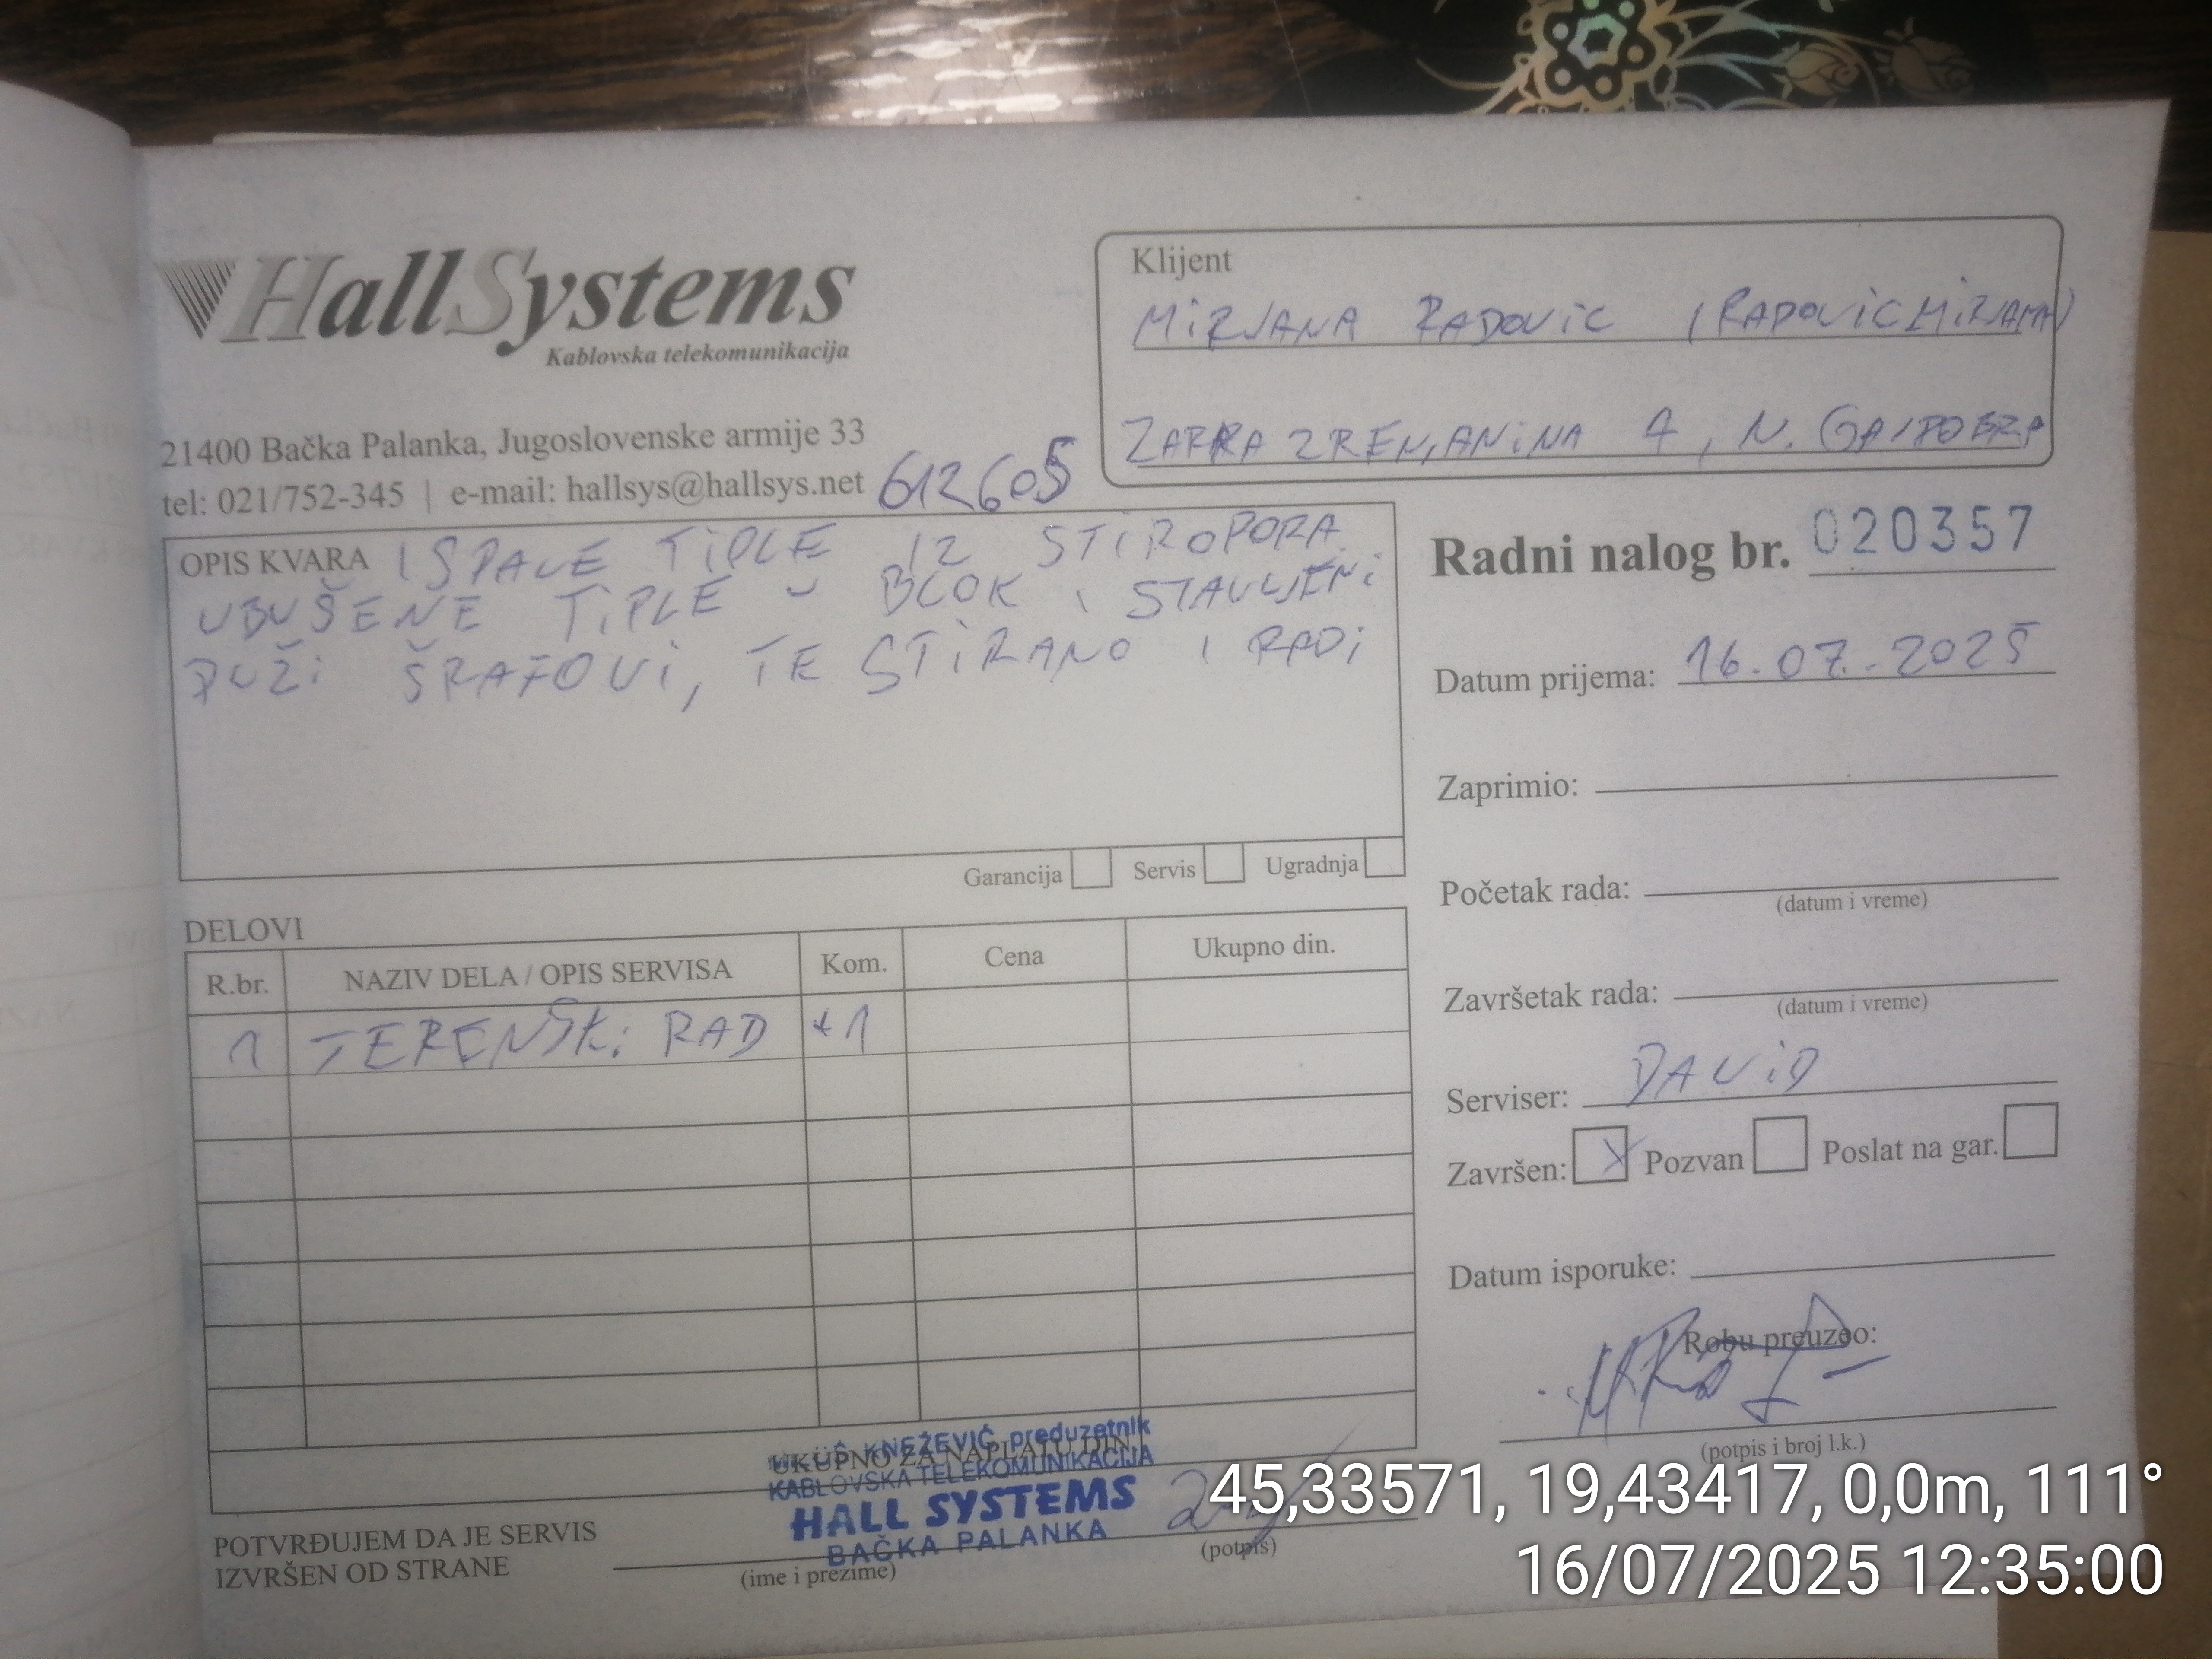 HallSystems
Kablovska telekomunikacija
21400 Bačka Palanka, Jugoslovenske armije 33
tel: 021/752-345 | e-mail: hallsys@hallsys.net
612605
Klijent
MIRJANA RADOVIC (RADOVICMIRJANA)
ZARKA ZRENJANINA 4, N. GAJDOBRA
OPIS KVARA ISPALE TIPLE IZ STIROPORA
UBUŠENE TIPLE U BLOK I STAVLJENI
DUŽI ŠRAFOVI, TESTIRANO I RADI
Garancija Servis Ugradnja
Radni nalog br. 020357
Datum prijema: 16.07.2025
Zaprimio:
Početak rada:
(datum i vreme)
Završetak rada:
(datum i vreme)
Serviser: DAVID
Završen: X Pozvan Poslat na gar.
Datum isporuke:
Robu preuzeo:
(potpis i broj l.k.)
DELOVI
R.br. NAZIV DELA / OPIS SERVISA Kom. Cena Ukupno din.
1 TERENSKI RAD *1
UKUPNO ZA NAPLATU DIN
KNEŽEVIĆ preduzetnik
KABLOVSKA TELEKOMUNIKACIJA
HALL SYSTEMS
BAČKA PALANKA
POTVRĐUJEM DA JE SERVIS
IZVRŠEN OD STRANE
(ime i prezime)
(potpis)
45,33571, 19,43417, 0,0m, 111°
16/07/2025 12:35:00